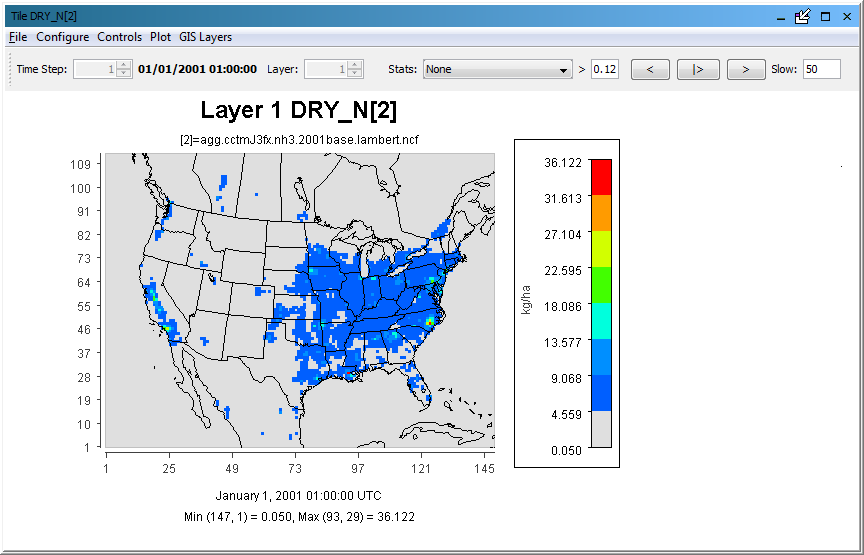 Tile DRY_N[2]
File Configure Controls Plot GIS Layers
Time Step: 1 01/01/2001 01:00:00 Layer: 1 Stats: None > 0.12 < |> > Slow: 50
Layer 1 DRY_N[2]
[2]=agg.cctmJ3fx.nh3.2001base.lambert.ncf
109
100
91
82
73
64
55
46
37
28
19
10
1
1 25 49 73 97 121 145
January 1, 2001 01:00:00 UTC
Min (147, 1) = 0.050, Max (93, 29) = 36.122
kg/ha
36.122
31.613
27.104
22.595
18.086
13.577
9.068
4.559
0.050